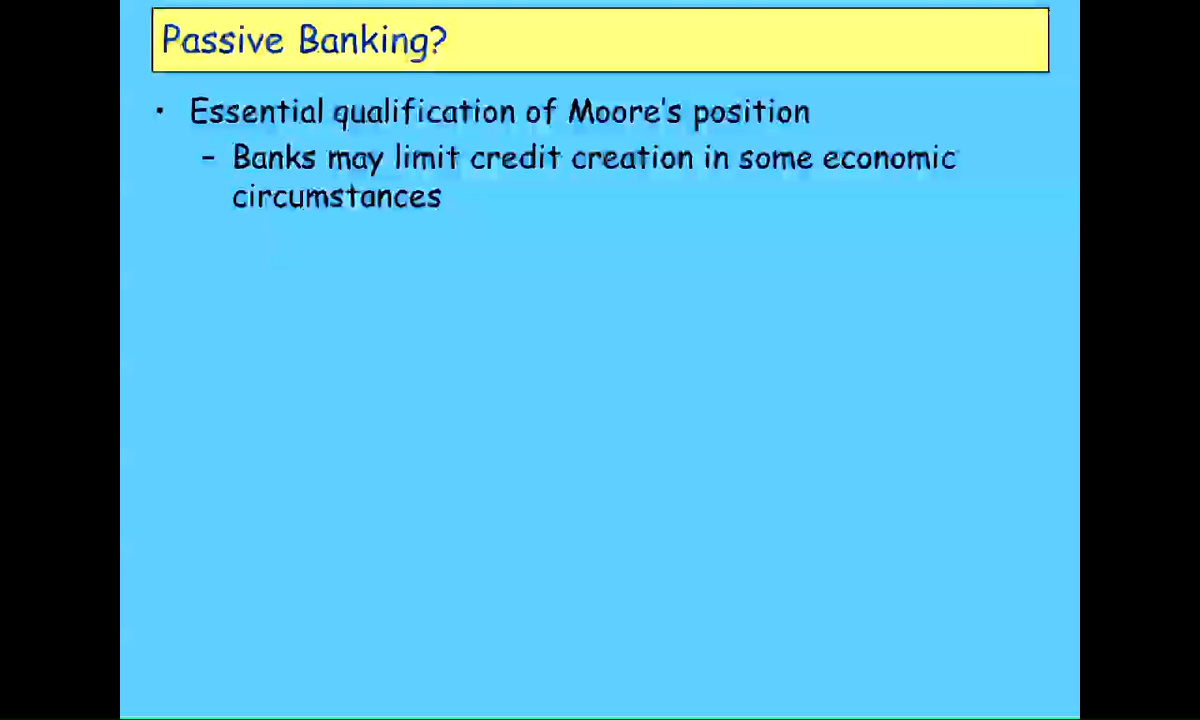 Passive Banking?
• Essential qualification of Moore's position
– Banks may limit credit creation in some economic
circumstances